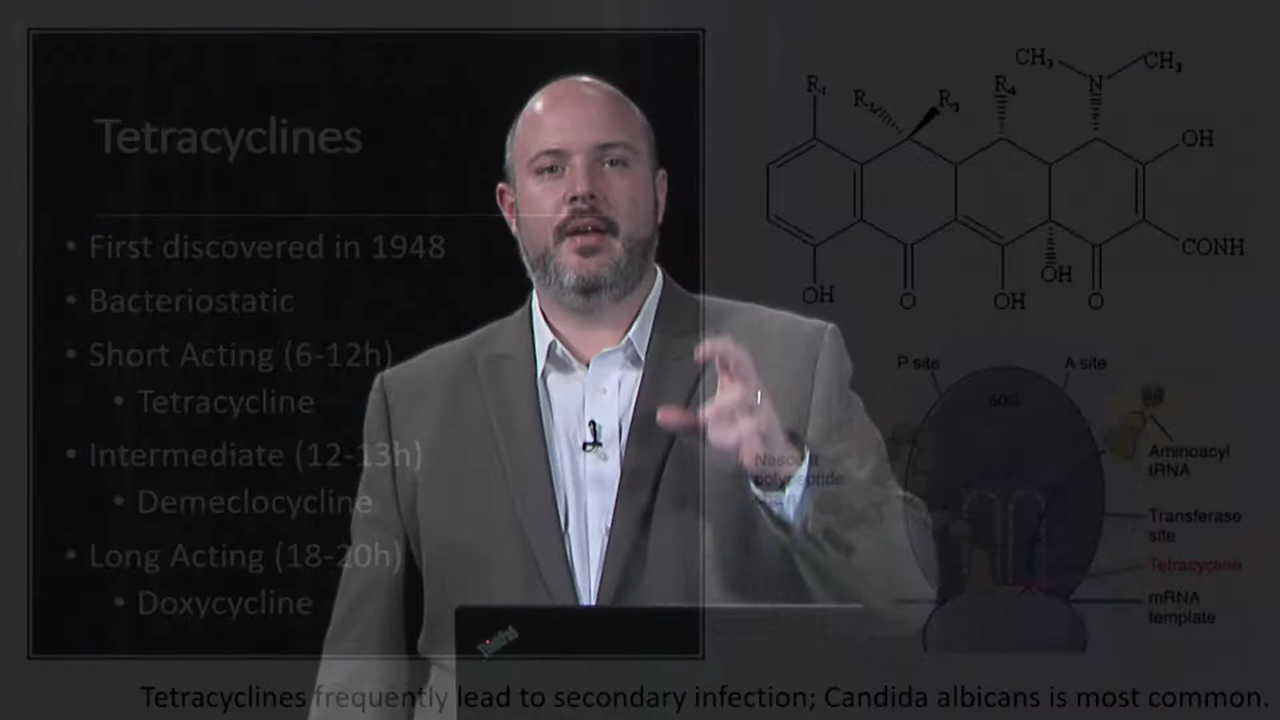 Tetracyclines
• First discovered in 1948
• Bacteriostatic
• Short Acting (6-12h)
• Tetracycline
• Intermediate (12-13h)
• Demeclocycline
• Long Acting (18-20h)
• Doxycycline
CH₃
CH₃
N
R₁
R₂
R₃
R₄
OH
CONH
OH
O
OH
OH
O
P site
A site
50S
Aminoacyl
tRNA
polypeptide
Transferase
site
Tetracycline
mRNA
template
Tetracyclines frequently lead to secondary infection; Candida albicans is most common.